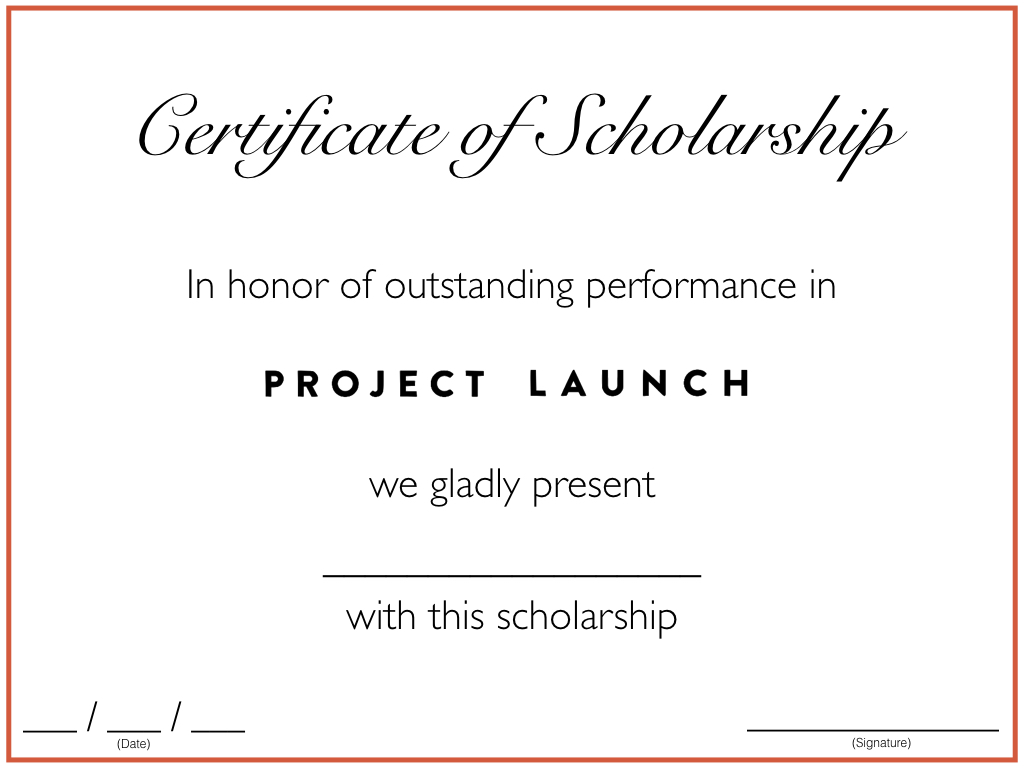 Certificate of Scholarship
In honor of outstanding performance in
PROJECT LAUNCH
we gladly present
____________________
with this scholarship
___ / ___ / ___
(Date)
______________
(Signature)